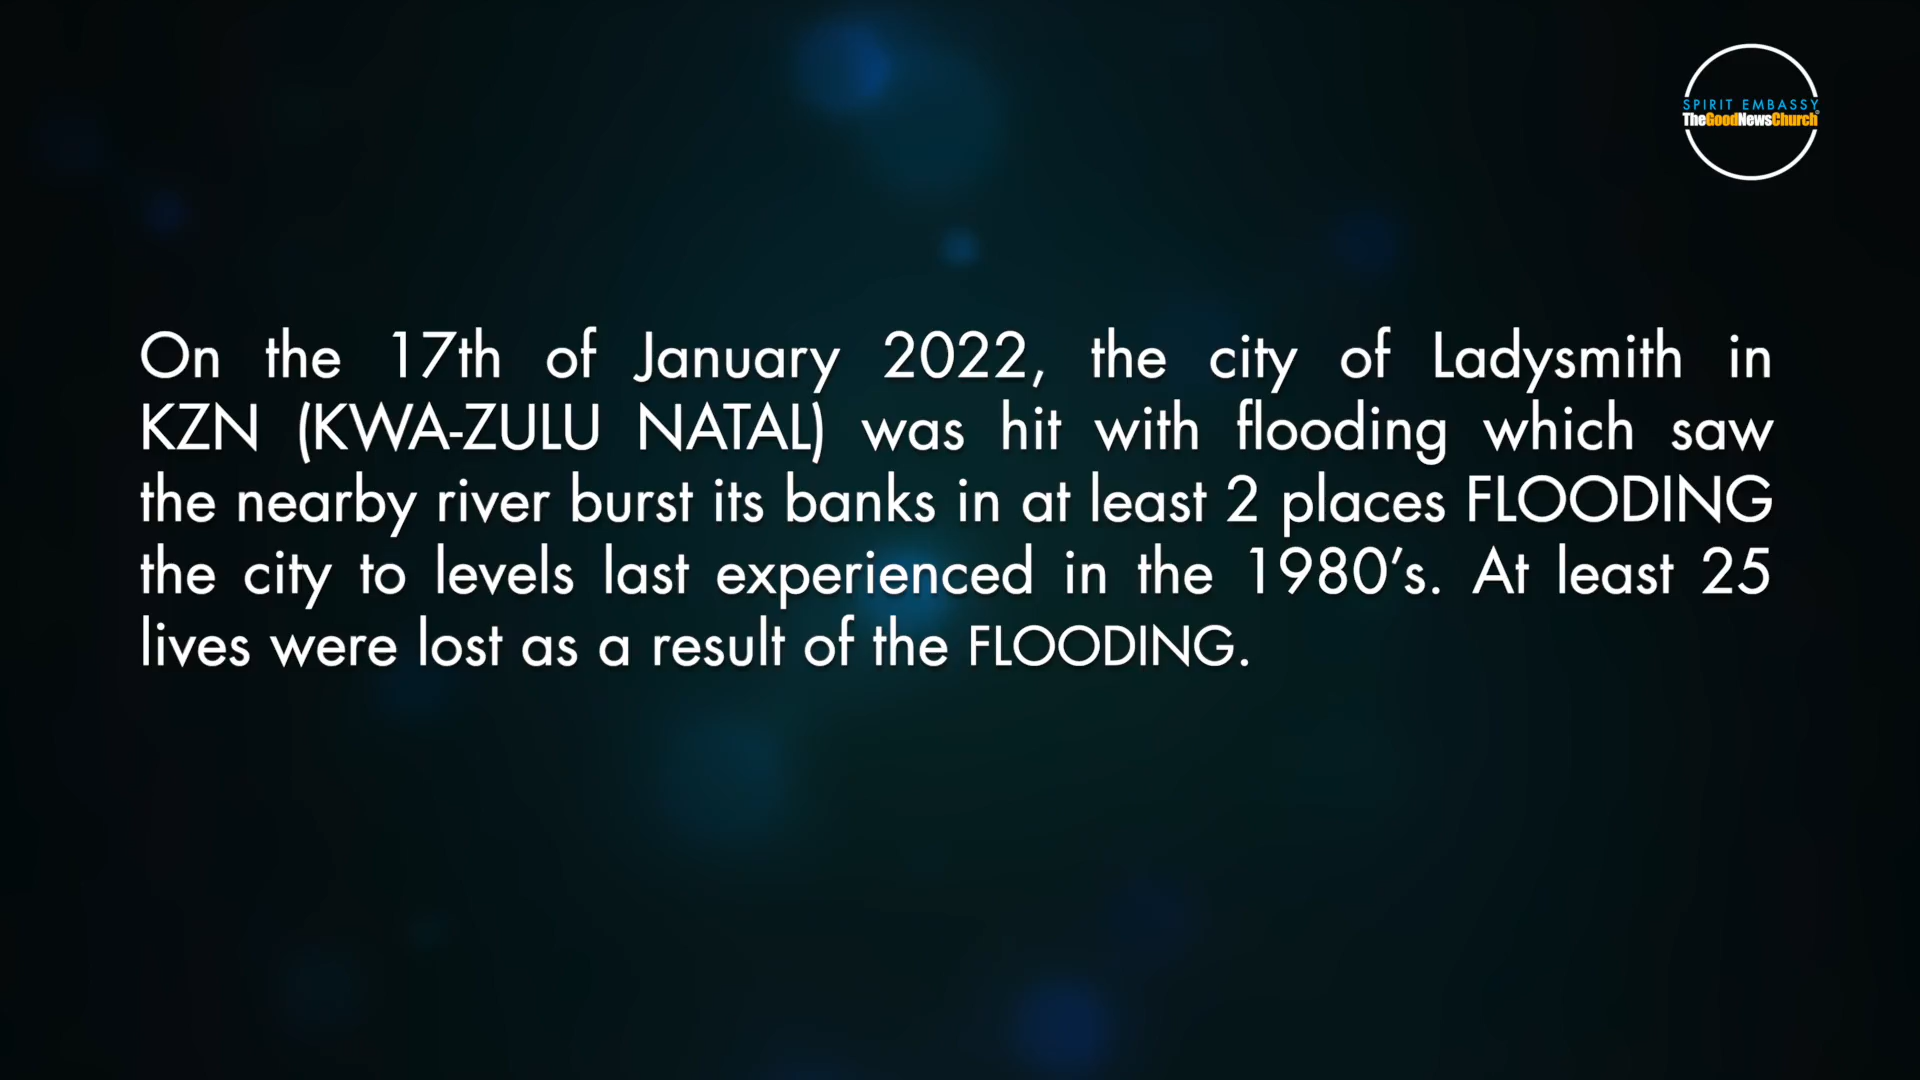 SPIRIT EMBASSY
TheGoodNewsChurch
On the 17th of January 2022, the city of Ladysmith in
KZN (KWA-ZULU NATAL) was hit with flooding which saw
the nearby river burst its banks in at least 2 places FLOODING
the city to levels last experienced in the 1980’s. At least 25
lives were lost as a result of the FLOODING.